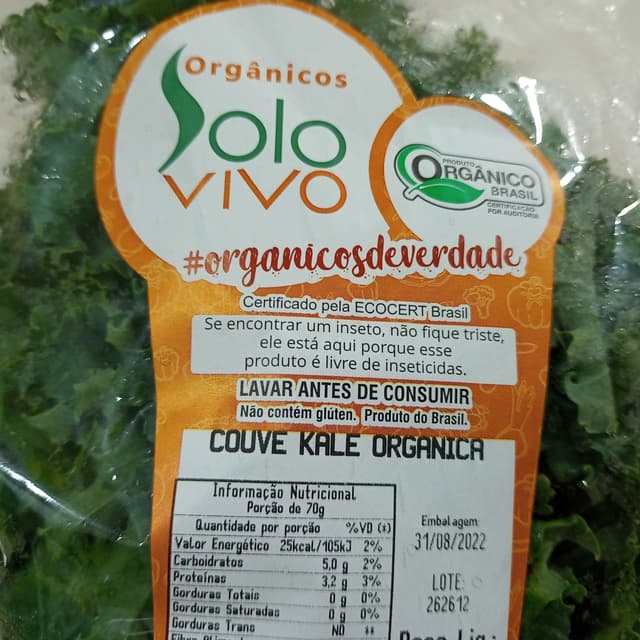 Orgânicos
Solo
VIVO
PRODUTO
ORGÂNICO
BRASIL
CERTIFICAÇÃO
POR AUDITORIA
#organicosdeverdade
Certificado pela ECOCERT Brasil
Se encontrar um inseto, não fique triste,
ele está aqui porque esse
produto é livre de inseticidas.
LAVAR ANTES DE CONSUMIR
Não contém glúten. Produto do Brasil.
COUVE KALE ORGANICA
Informação Nutricional
Porção de 70g
Quantidade por porção %VD (*)
Valor Energético 25kcal/105kJ 2%
Carboidratos 5,0 g 2%
Proteínas 3,2 g 3%
Gorduras Totais 0 g 0%
Gorduras Saturadas 0 g 0%
Gorduras Trans ND **
Embalagem
31/08/2022
LOTE:
262612